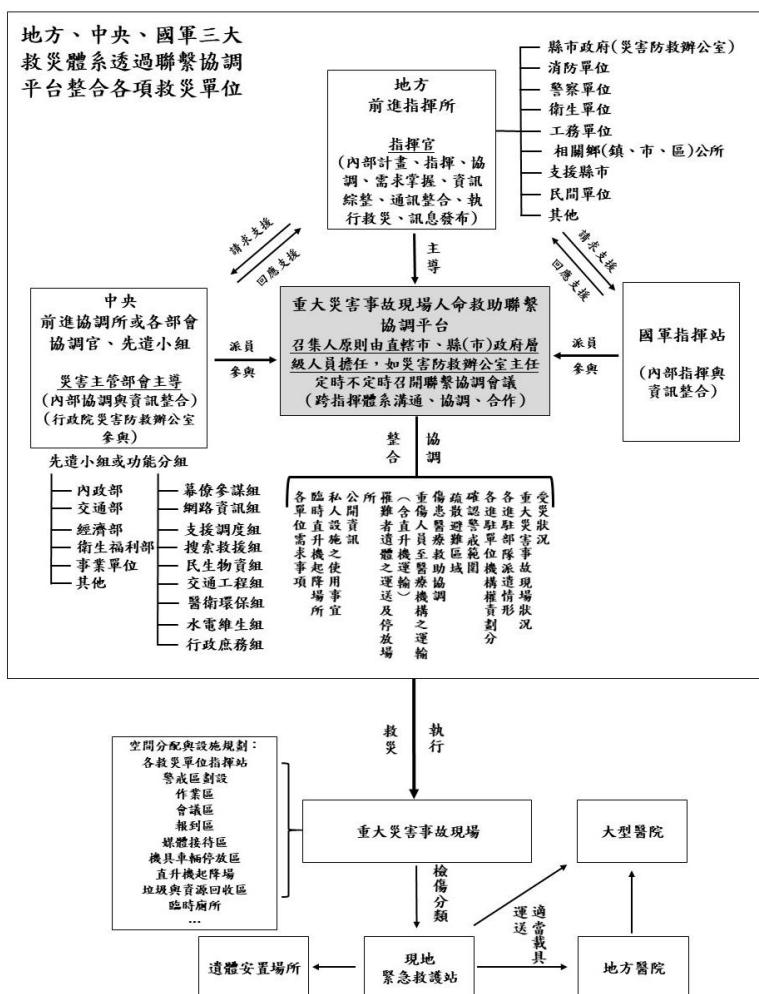 地方、中央、國軍三大
救災體系透過聯繫協調
平台整合各項救災單位
地方
前進指揮所
指揮官
(內部計畫、指揮、協
調、需求掌握、資訊
綜整、通訊整合、執
行救災、訊息發布)
縣市政府(災害防救辦公室)
消防單位
警察單位
衛生單位
工務單位
相關鄉(鎮、市、區)公所
支援縣市
民間單位
其他
請求支援
回應支援
主導
請求支援
回應支援
中央
前進協調所或各部會
協調官、先遣小組
災害主管部會主導
(內部協調與資訊整合)
(行政院災害防救辦公室
參與)
派員
參與
重大災害事故現場人命救助聯繫
協調平台
召集人原則由直轄市、縣(市)政府層
級人員擔任，如災害防救辦公室主任
定時不定時召開聯繫協調會議
(跨指揮體系溝通、協調、合作)
派員
參與
國軍指揮站
(內部指揮與
資訊整合)
先遣小組或功能分組
內政部
交通部
經濟部
衛生福利部
事業單位
其他
幕僚參謀組
網路資訊組
支援調度組
搜索救援組
民生物資組
交通工程組
醫衛環保組
水電維生組
行政庶務組
整合
協調
受災狀況
重大災害事故現場狀況
各進駐部隊派遣情形
各進駐單位機構權責劃分
確認警戒範圍
疏散避難區域
傷患醫療救助協調
重傷人員至醫療機構之運輸
(含直升機運輸)
罹難者遺體之運送及停放場
所
公開資訊
私人設施之使用事宜
臨時直升機起降場所
各單位需求事項
救災
執行
空間分配與設施規劃：
各救災單位指揮站
警戒區劃設
作業區
會議區
報到區
媒體接待區
機具車輛停放區
直升機起降場
垃圾與資源回收區
臨時廁所
…
重大災害事故現場
大型醫院
檢傷分類
適當載具
運送
遺體安置場所
現地
緊急救護站
地方醫院